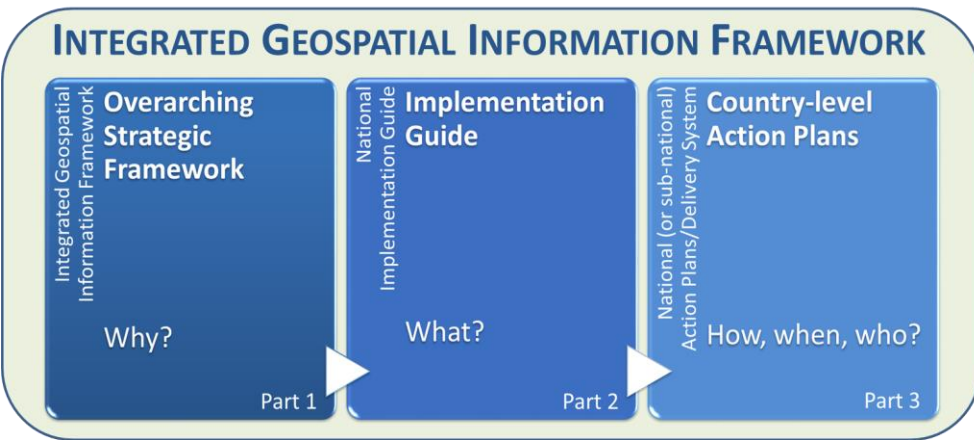 INTEGRATED GEOSPATIAL INFORMATION FRAMEWORK
Integrated Geospatial
Information Framework
Overarching
Strategic
Framework
Why?
Part 1
National
Implementation Guide
Implementation
Guide
What?
Part 2
National (or sub-national)
Action Plans/Delivery System
Country-level
Action Plans
How, when, who?
Part 3